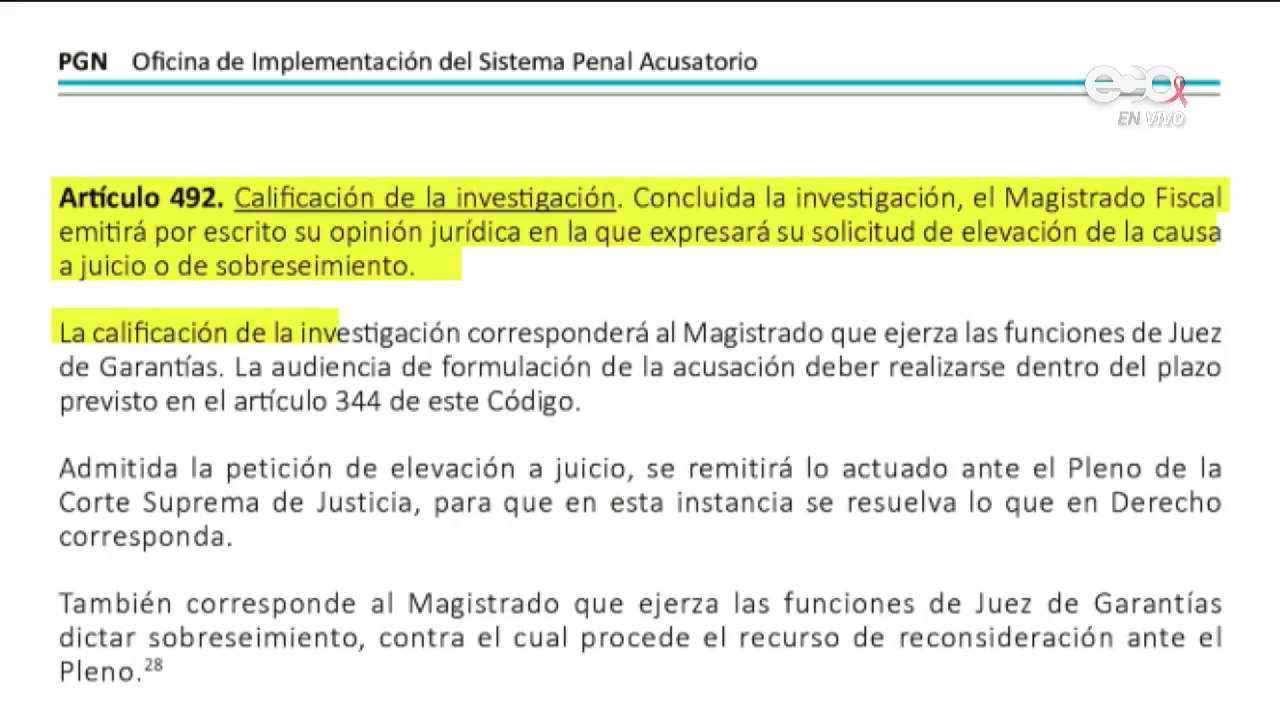 PGN Oficina de Implementación del Sistema Penal Acusatorio
eco
EN VIVO
Artículo 492. Calificación de la investigación. Concluida la investigación, el Magistrado Fiscal
emitirá por escrito su opinión jurídica en la que expresará su solicitud de elevación de la causa
a juicio o de sobreseimiento.
La calificación de la investigación corresponderá al Magistrado que ejerza las funciones de Juez
de Garantías. La audiencia de formulación de la acusación deber realizarse dentro del plazo
previsto en el artículo 344 de este Código.
Admitida la petición de elevación a juicio, se remitirá lo actuado ante el Pleno de la
Corte Suprema de Justicia, para que en esta instancia se resuelva lo que en Derecho
corresponda.
También corresponde al Magistrado que ejerza las funciones de Juez de Garantías
dictar sobreseimiento, contra el cual procede el recurso de reconsideración ante el
Pleno.28